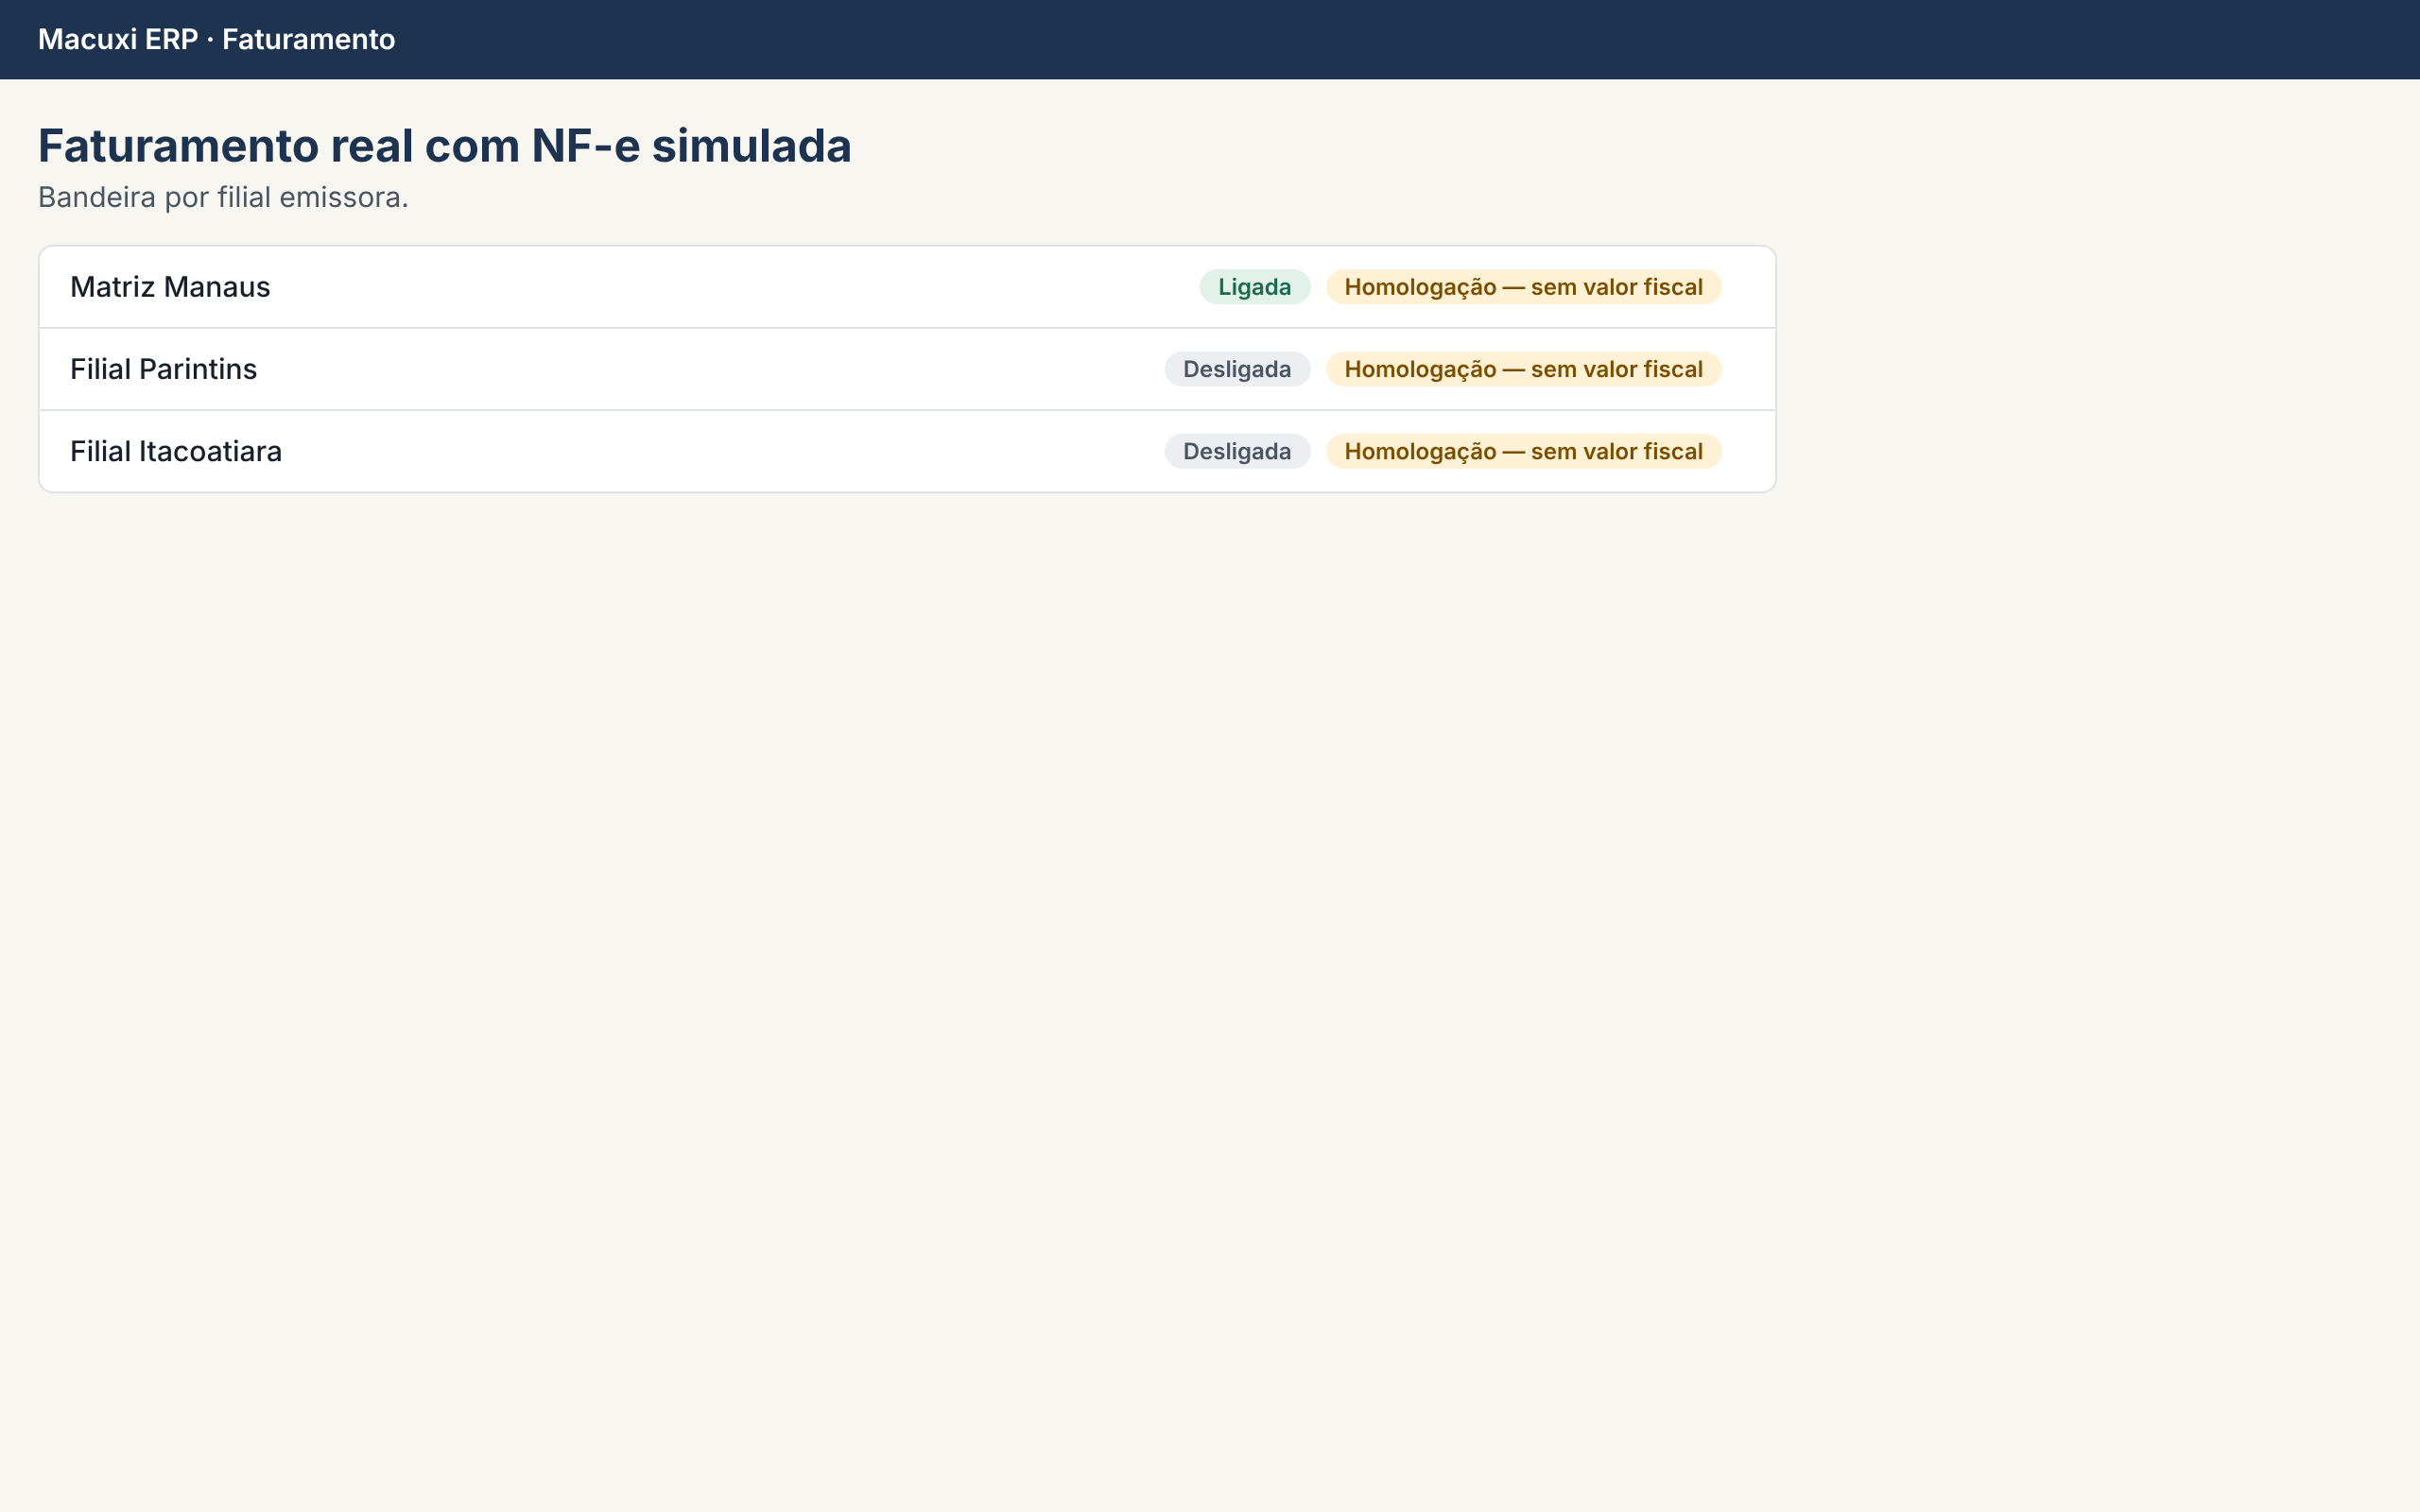 Macuxi ERP · Faturamento
Faturamento real com NF-e simulada
Bandeira por filial emissora.
Matriz Manaus Ligada Homologação — sem valor fiscal
Filial Parintins Desligada Homologação — sem valor fiscal
Filial Itacoatiara Desligada Homologação — sem valor fiscal